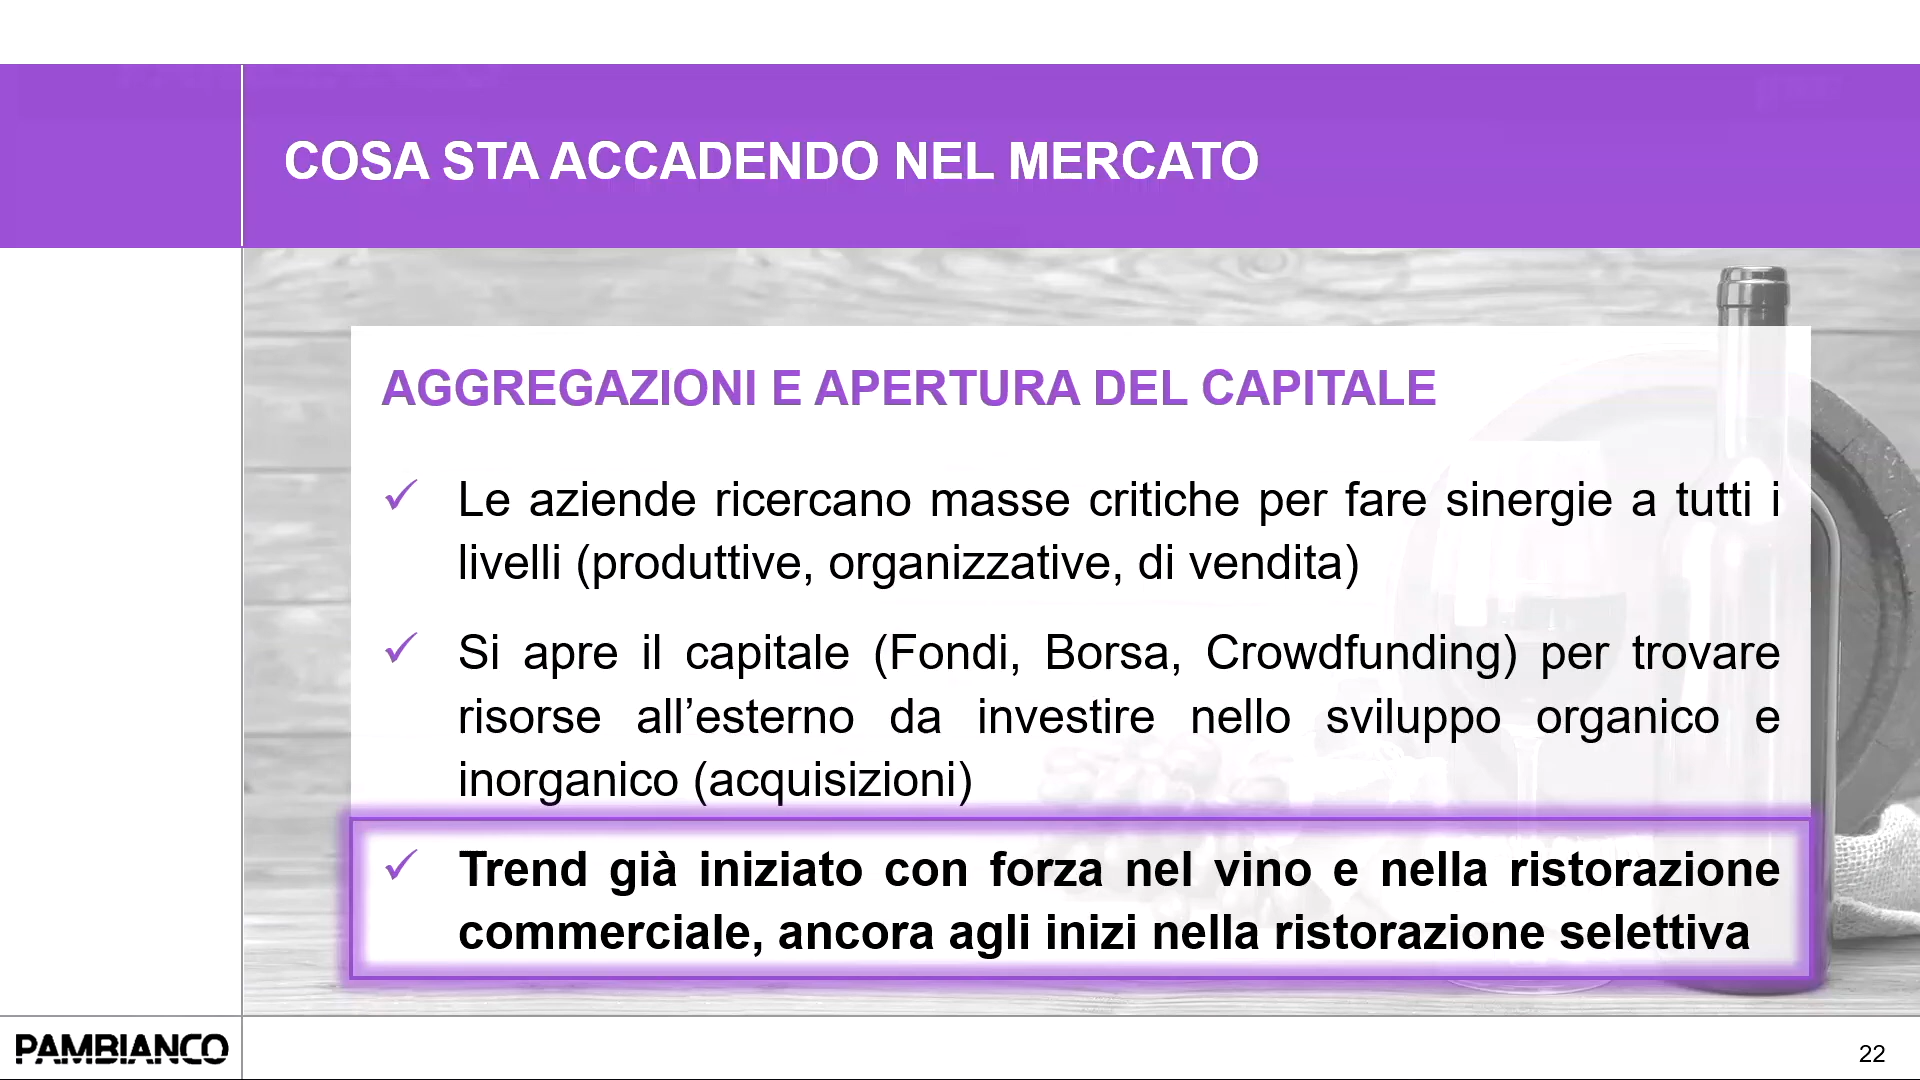 COSA STA ACCADENDO NEL MERCATO
AGGREGAZIONI E APERTURA DEL CAPITALE
Le aziende ricercano masse critiche per fare sinergie a tutti i
livelli (produttive, organizzative, di vendita)
Si apre il capitale (Fondi, Borsa, Crowdfunding) per trovare
risorse all’esterno da investire nello sviluppo organico e
inorganico (acquisizioni)
Trend già iniziato con forza nel vino e nella ristorazione
commerciale, ancora agli inizi nella ristorazione selettiva
PAMBIANCO
22